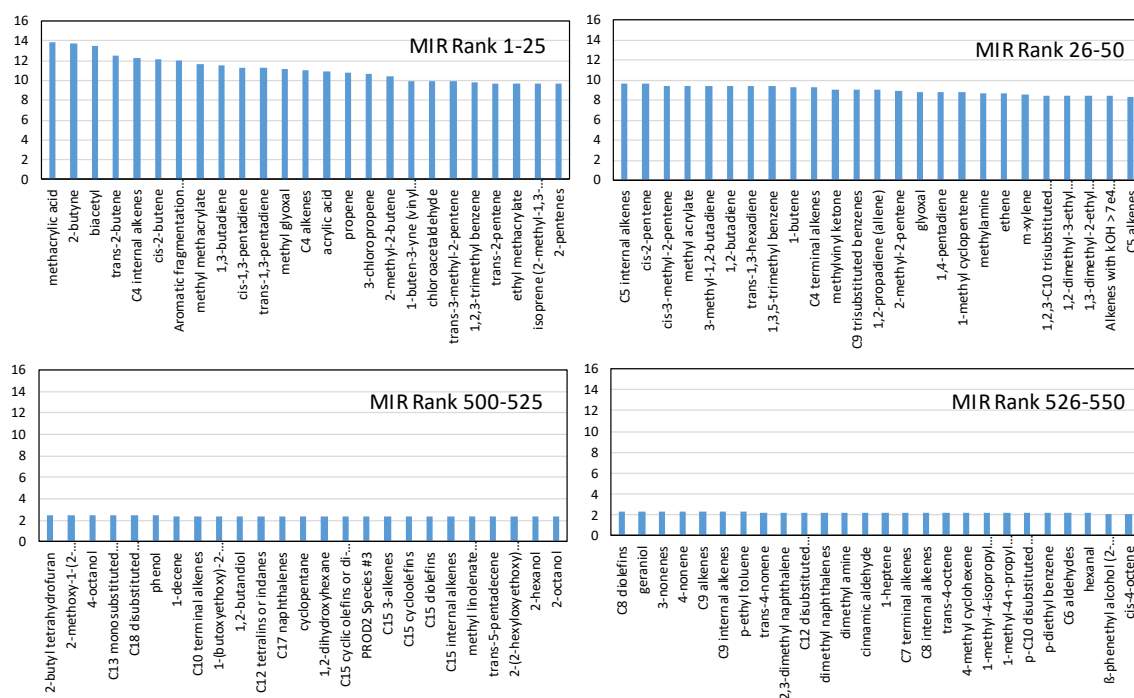 16
14
12
10
8
6
4
2
0
MIR Rank 1-25
methacrylic acid
2-butyne
biacetyl
trans-2-butene
C4 internal alkenes
cis-2-butene
Aromatic fragmentation…
methyl methacrylate
1,3-butadiene
cis-1,3-pentadiene
trans-1,3-pentadiene
methyl glyoxal
C4 alkenes
acrylic acid
propene
3-chloropropene
2-methyl-2-butene
1-buten-3-yne (vinyl…
chloroacetaldehyde
trans-3-methyl-2-pentene
1,2,3-trimethyl benzene
trans-2-pentene
ethyl methacrylate
isoprene (2-methyl-1,3-…
2-pentenes
16
14
12
10
8
6
4
2
0
MIR Rank 26-50
C5 internal alkenes
cis-2-pentene
cis-3-methyl-2-pentene
methyl acrylate
3-methyl-1,2-butadiene
1,2-butadiene
trans-1,3-hexadiene
1,3,5-trimethyl benzene
1-butene
C4 terminal alkenes
methylvinyl ketone
C9 trisubstituted benzenes
1,2-propadiene (allene)
2-methyl-2-pentene
glyoxal
1,4-pentadiene
1-methyl cyclopentene
methylamine
ethene
m-xylene
1,2,3-C10 trisubstituted…
1,2-dimethyl-3-ethyl…
1,3-dimethyl-2-ethyl…
Alkenes with kOH >7e4…
C5 alkenes
16
14
12
10
8
6
4
2
0
MIR Rank 500-525
2-butyl tetrahydrofuran
2-methoxy-1-(2-…
4-octanol
C13 monosubstituted…
C18 disubstituted…
phenol
1-decene
C10 terminal alkenes
1-(butoxyethoxy)-2-…
1,2-butandiol
C12 tetralins or indanes
C17 naphthalenes
cyclopentane
1,2-dihydroxyhexane
C15 cyclic olefins or di-…
PROD2 Species #3
C15 3-alkenes
C15 cycloolefins
C15 diolefins
C15 internal alkenes
methyl linolenate…
trans-5-pentadecene
2-(2-hexyloxyethoxy)…
2-hexanol
2-octanol
16
14
12
10
8
6
4
2
0
MIR Rank 526-550
C8 diolefins
geraniol
3-nonenes
4-nonene
C9 alkenes
C9 internal alkenes
p-ethyl toluene
trans-4-nonene
2,3-dimethyl naphthalene
C12 disubstituted…
dimethyl naphthalenes
dimethyl amine
cinnamic aldehyde
1-heptene
C7 terminal alkenes
C8 internal alkenes
trans-4-octene
4-methyl cyclohexene
1-methyl-4-isopropyl…
1-methyl-4-n-propyl…
p-C10 disubstituted…
p-diethyl benzene
C6 aldehydes
hexanal
ß-phenethyl alcohol (2-…
cis-4-octene